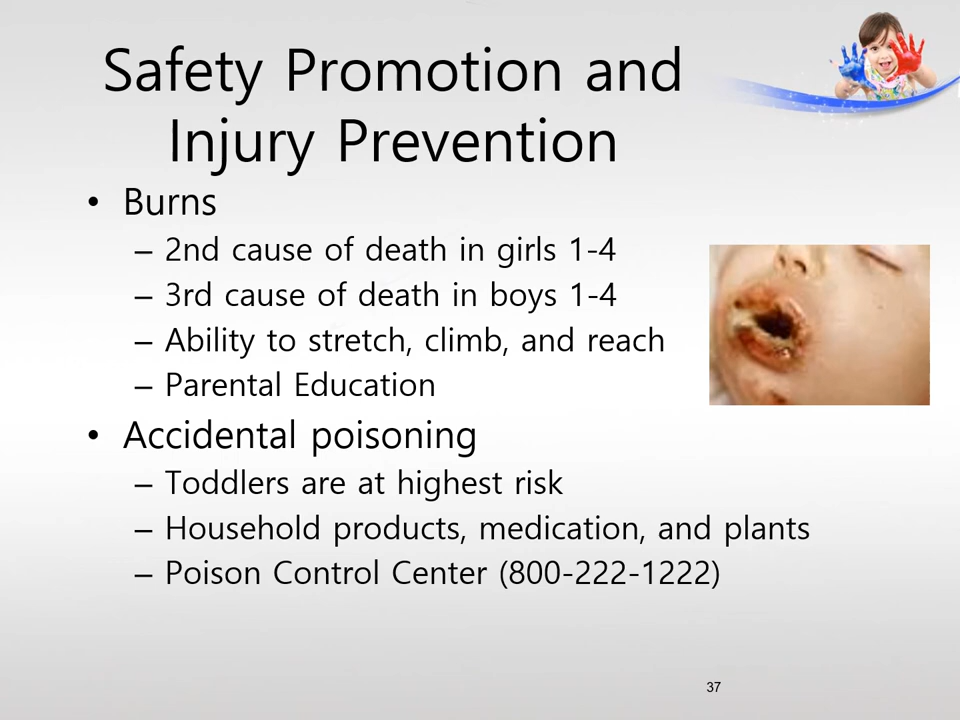 Safety Promotion and
Injury Prevention
• Burns
– 2nd cause of death in girls 1-4
– 3rd cause of death in boys 1-4
– Ability to stretch, climb, and reach
– Parental Education
• Accidental poisoning
– Toddlers are at highest risk
– Household products, medication, and plants
– Poison Control Center (800-222-1222)
37